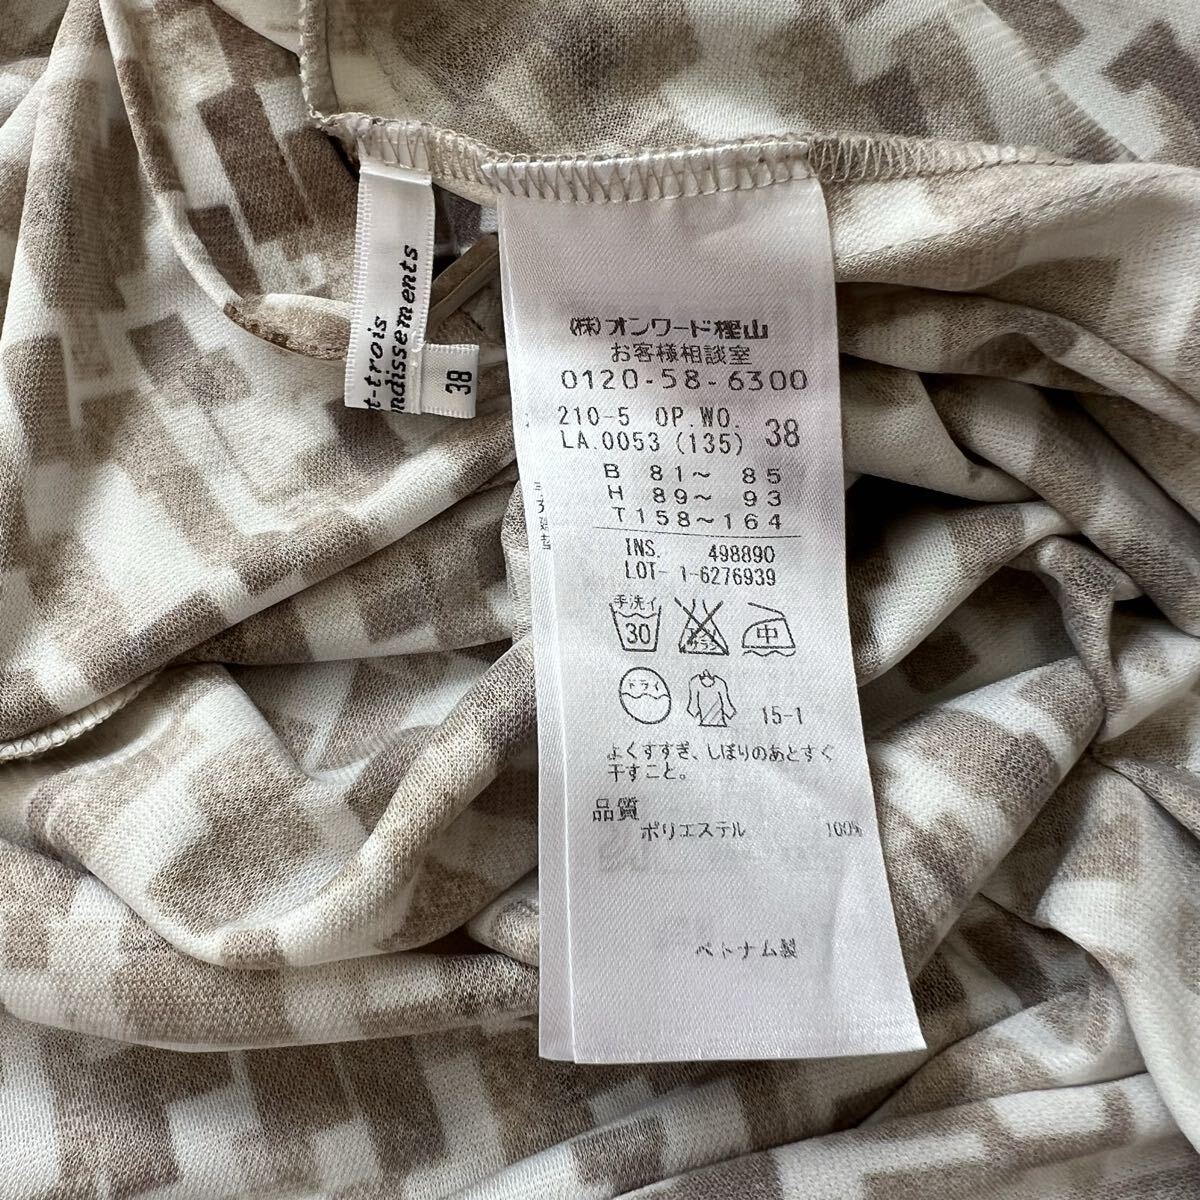 t-trois
ndissements
38
(株)オンワード樫山
お客様相談室
0120-58-6300
210-5 OP.WO.
LA.0053 (135) 38
B 81~ 85
H 89~ 93
T158~164
INS. 498890
LOT- 1-6276939
手洗イ
30
中
ドライ
15-1
よくすすぎ、しぼりのあとすぐ
干すこと。
品質
ポリエステル 100%
ベトナム製